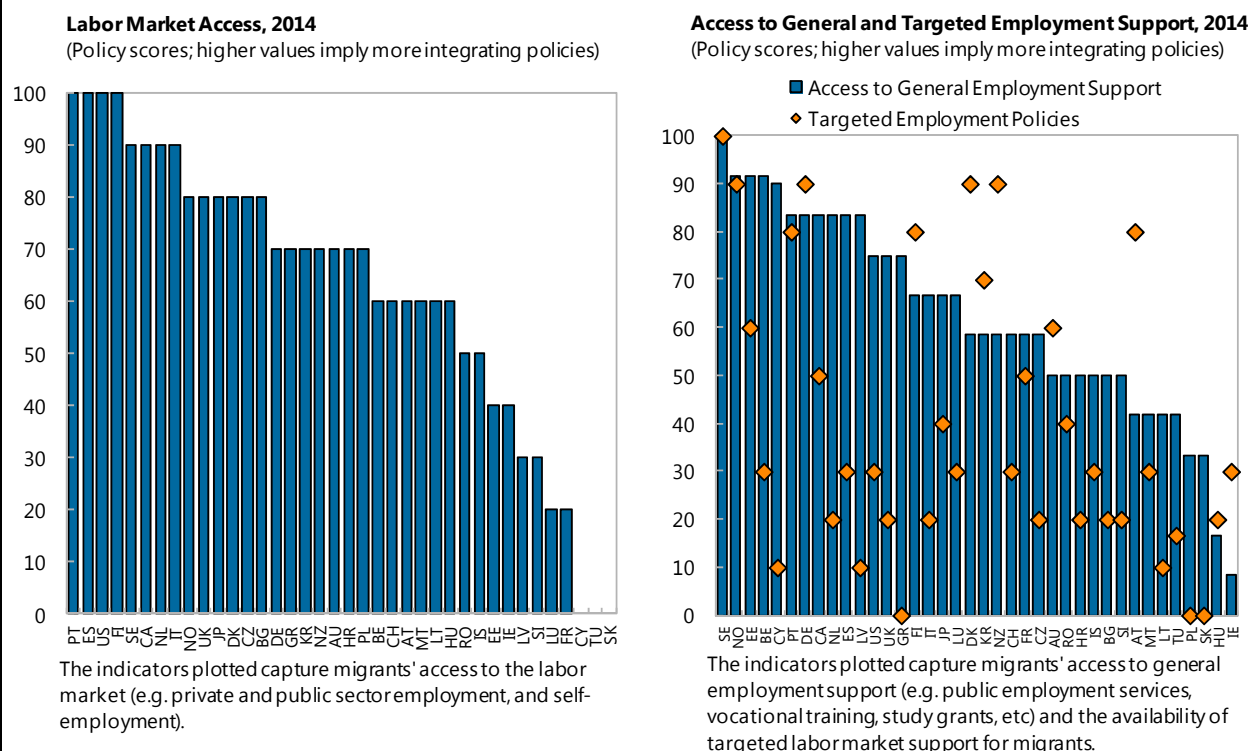 Labor Market Access, 2014
(Policy scores; higher values imply more integrating policies)
100
90
80
70
60
50
40
30
20
10
0
PT ES US FI SE CA NL IT NO UK JP DK CZ BG DE GR KR NZ AU HR PL BE CH AT MT LT HU RO IS EE IE LV SI LU FR CY TU SK
The indicators plotted capture migrants' access to the labor
market (e.g. private and public sector employment, and self-
employment).
Access to General and Targeted Employment Support, 2014
(Policy scores; higher values imply more integrating policies)
Access to General Employment Support
Targeted Employment Policies
100
90
80
70
60
50
40
30
20
10
0
SE NO EE BE CY PT DE CA NL ES LV US UK GR FI IT JP LU DK KR NZ CH FR CZ AU RO HR IS BG SI AT MT LT TU PL SK HU IE
The indicators plotted capture migrants' access to general
employment support (e.g. public employment services,
vocational training, study grants, etc) and the availability of
targeted labor market support for migrants.